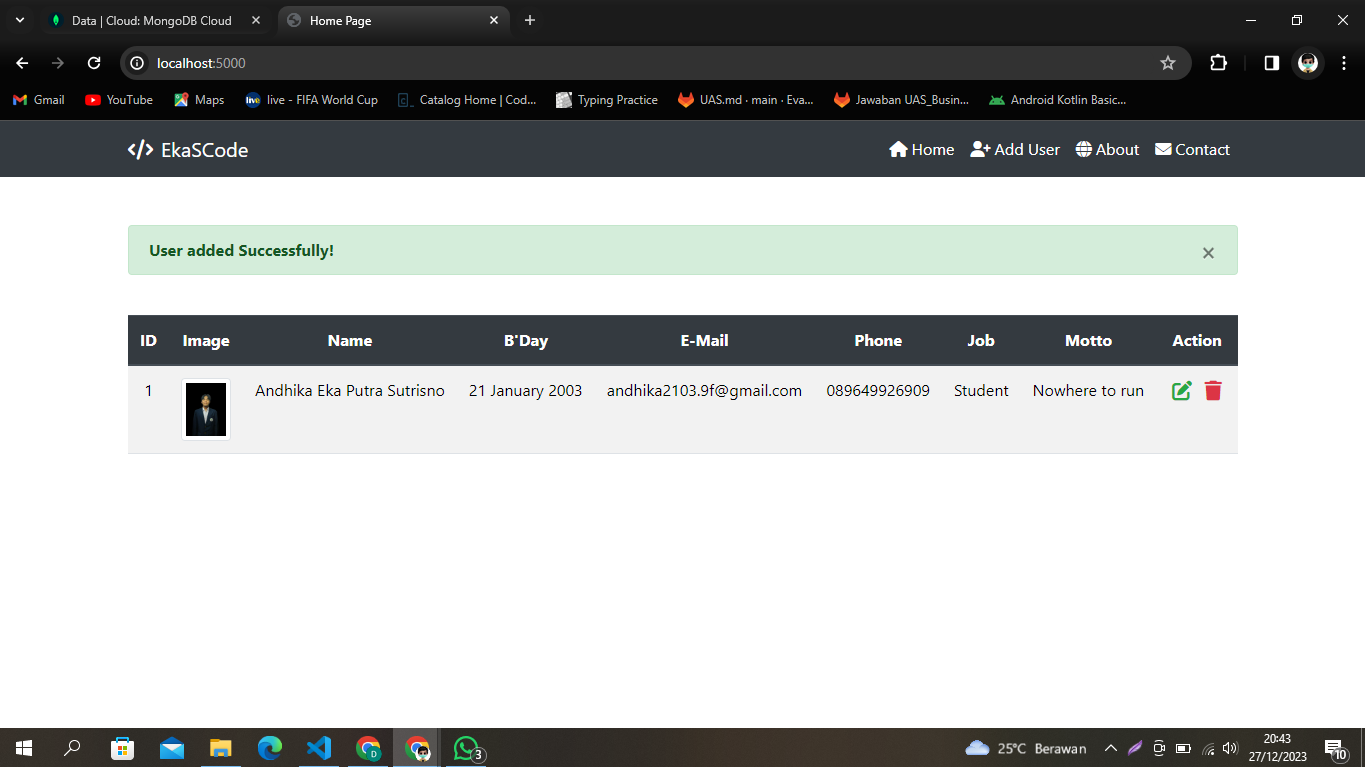 Data | Cloud: MongoDB Cloud
Home Page
localhost:5000
Gmail YouTube Maps live - FIFA World Cup Catalog Home | Cod... Typing Practice UAS.md · main · Eva... Jawaban UAS_Busin... Android Kotlin Basic...
EkaSCode Home Add User About Contact
User added Successfully! ×
ID Image Name B'Day E-Mail Phone Job Motto Action
1 Andhika Eka Putra Sutrisno 21 January 2003 andhika2103.9f@gmail.com 089649926909 Student Nowhere to run
25°C Berawan
20:43
27/12/2023
3
10